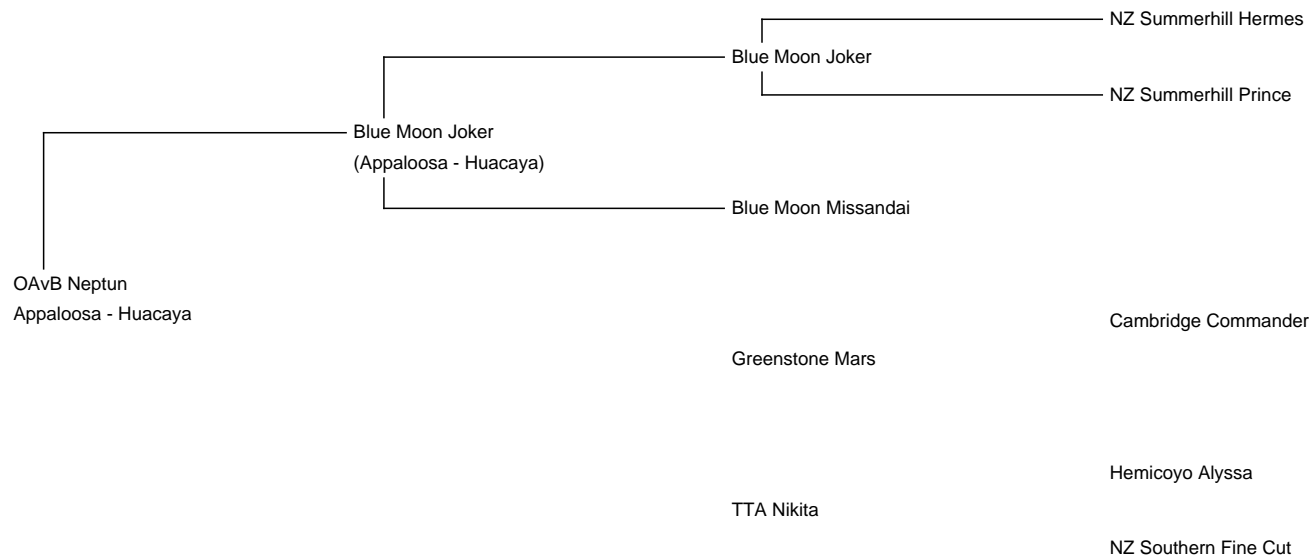 NZ Summerhill Hermes
Blue Moon Joker
NZ Summerhill Prince
Blue Moon Joker
(Appaloosa - Huacaya)
Blue Moon Missandai
OAvB Neptun
Appaloosa - Huacaya
Cambridge Commander
Greenstone Mars
Hemicoyo Alyssa
TTA Nikita
NZ Southern Fine Cut